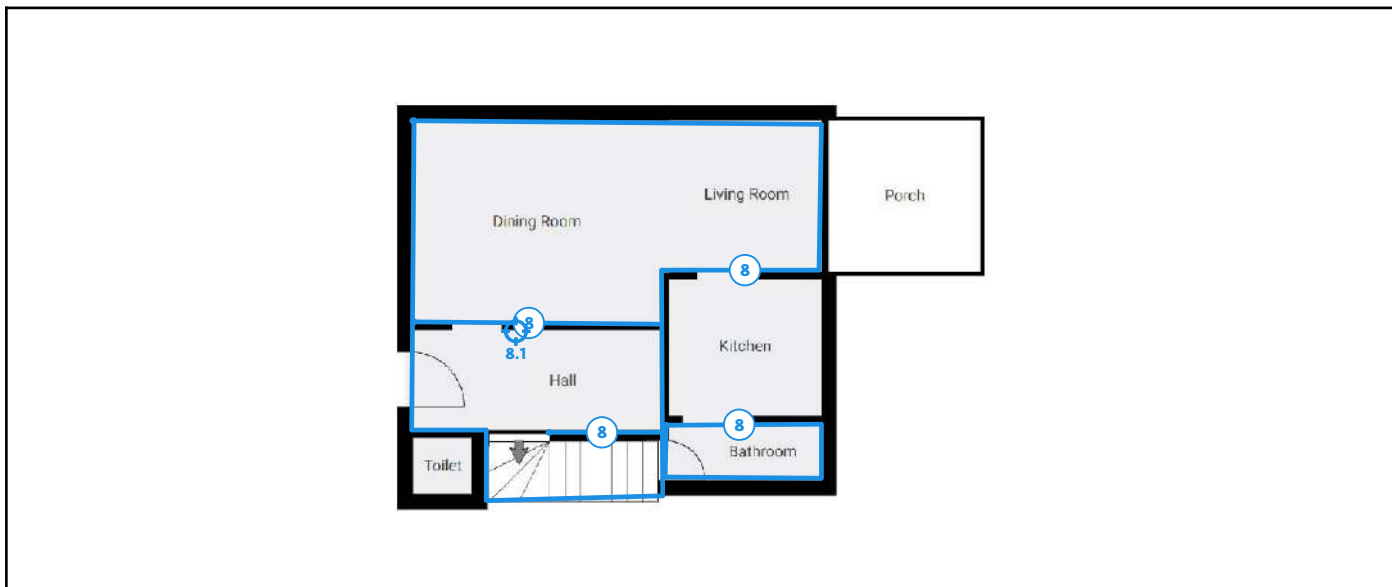 Living Room
Porch
Dining Room
8
8
8.1
Kitchen
Hall
8
8
Bathroom
Toilet